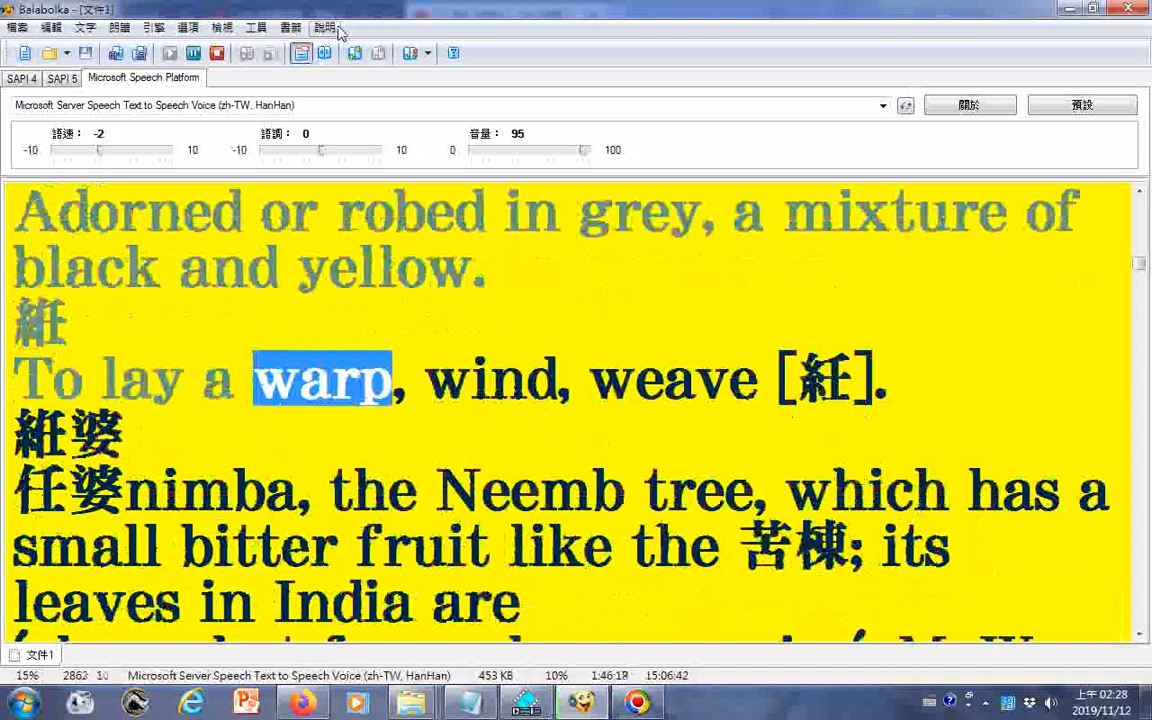 Balabolka - [文件1]
檔案 編輯 文字 朗讀 引擎 選項 檢視 工具 書籤 說明
SAPI 4 SAPI 5 Microsoft Speech Platform
Microsoft Server Speech Text to Speech Voice (zh-TW, HanHan) 關於 預設
語速: -2 語調: 0 音量: 95
-10 10 -10 10 0 100
Adorned or robed in grey, a mixture of
black and yellow.
絍
To lay a warp, wind, weave [紝].
絍婆
任婆nimba, the Neemb tree, which has a
small bitter fruit like the 苦楝; its
leaves in India are
文件1
15% Microsoft Server Speech Text to Speech Voice (zh-TW, HanHan) 453 KB 10% 1:46:13 15:06:42
上午 02:28
2019/11/12